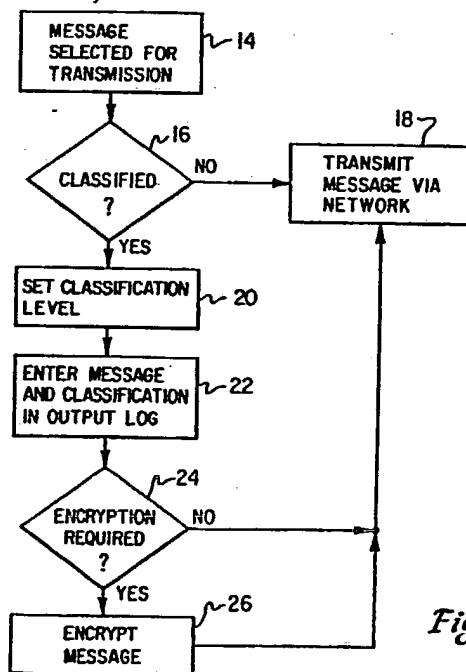 MESSAGE
SELECTED FOR
TRANSMISSION
14
16
CLASSIFIED
?
NO
YES
18
TRANSMIT
MESSAGE VIA
NETWORK
SET CLASSIFICATION
LEVEL
20
ENTER MESSAGE
AND CLASSIFICATION
IN OUTPUT LOG
22
24
ENCRYPTION
REQUIRED
?
NO
YES
26
ENCRYPT
MESSAGE
Fig